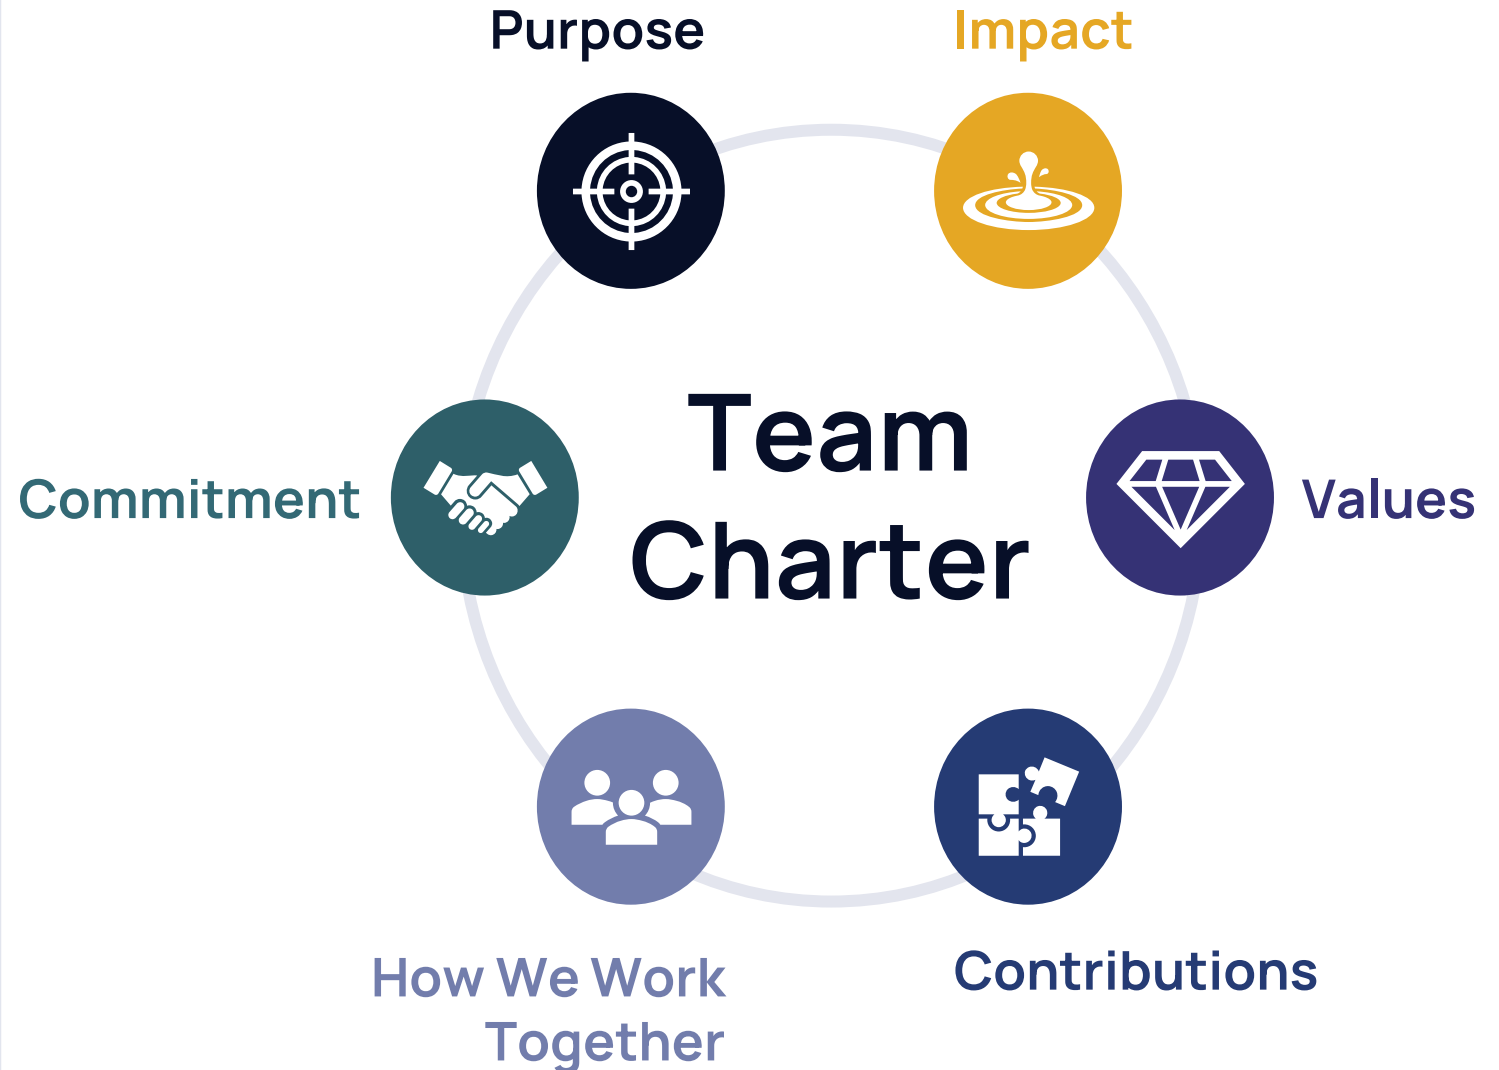 Purpose
Impact
Team
Charter
Commitment
Values
How We Work
Together
Contributions